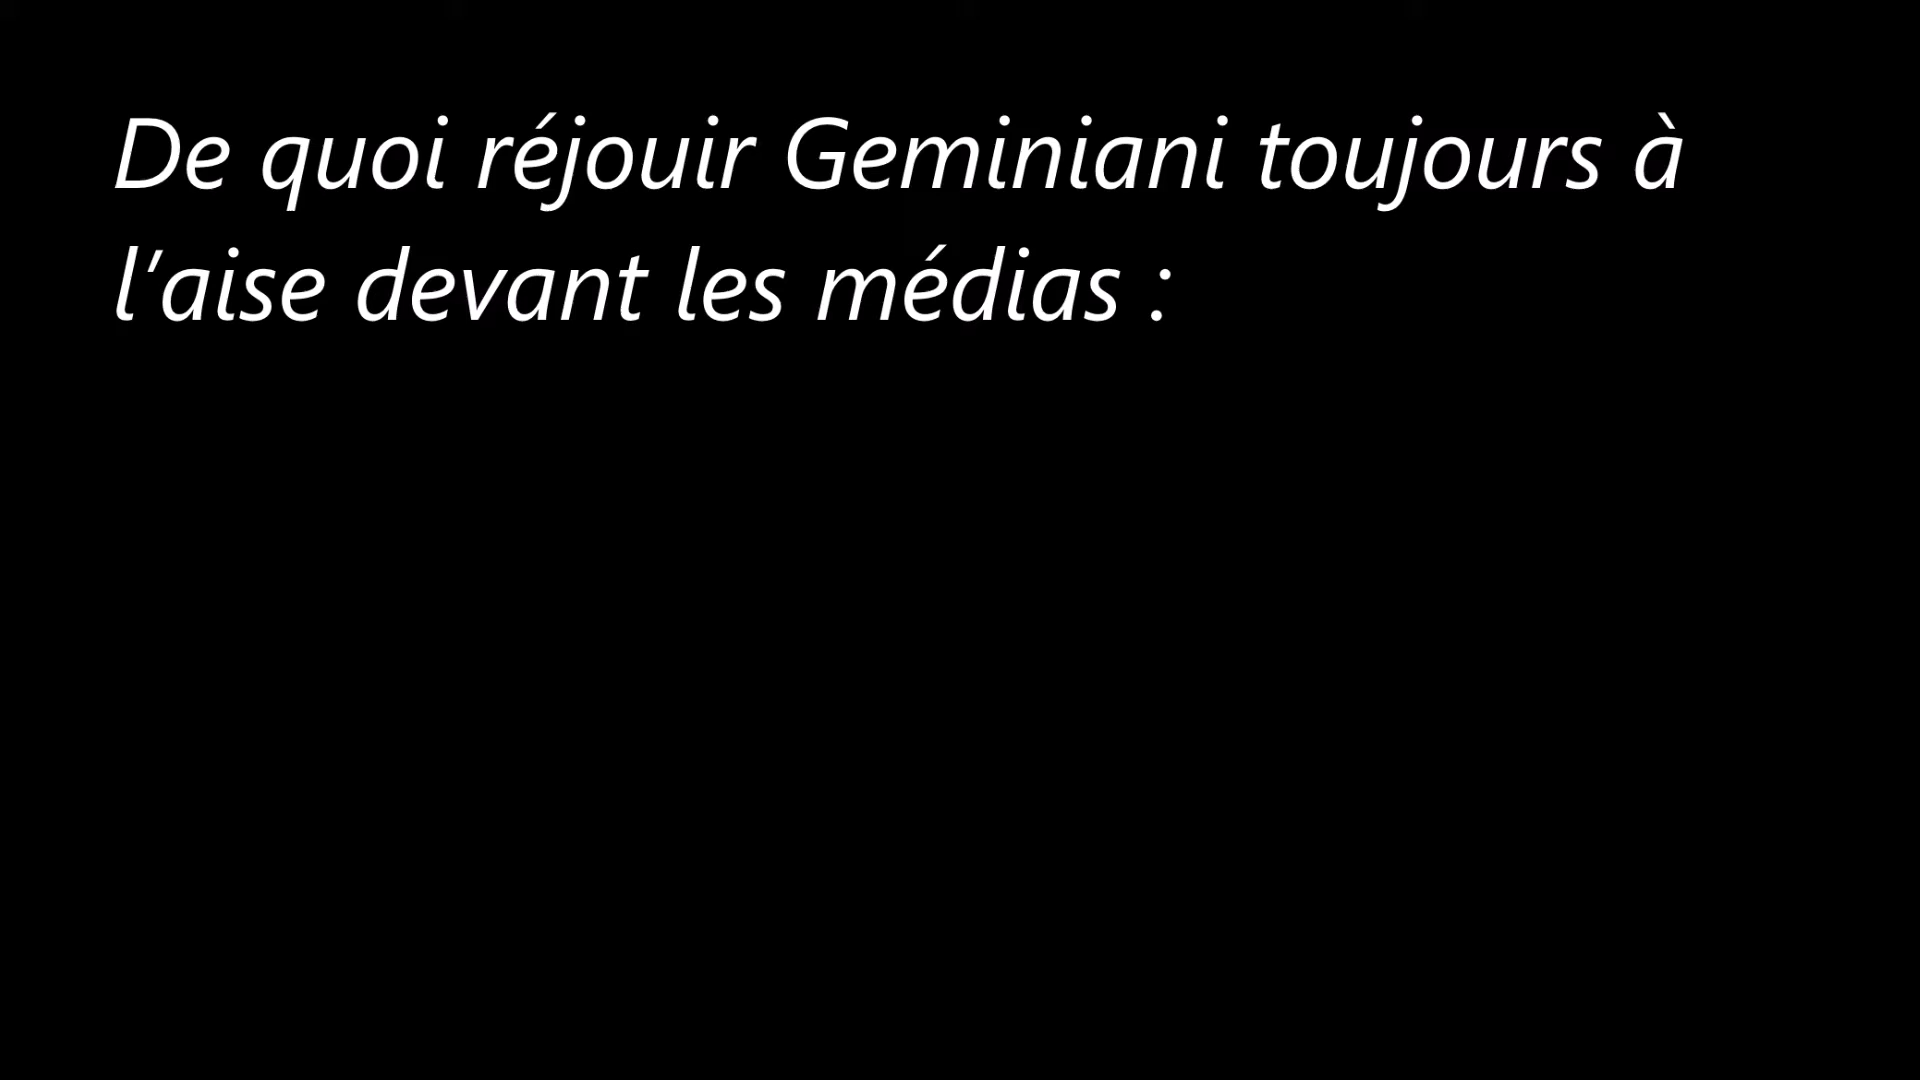 De quoi réjouir Geminiani toujours à
l’aise devant les médias :